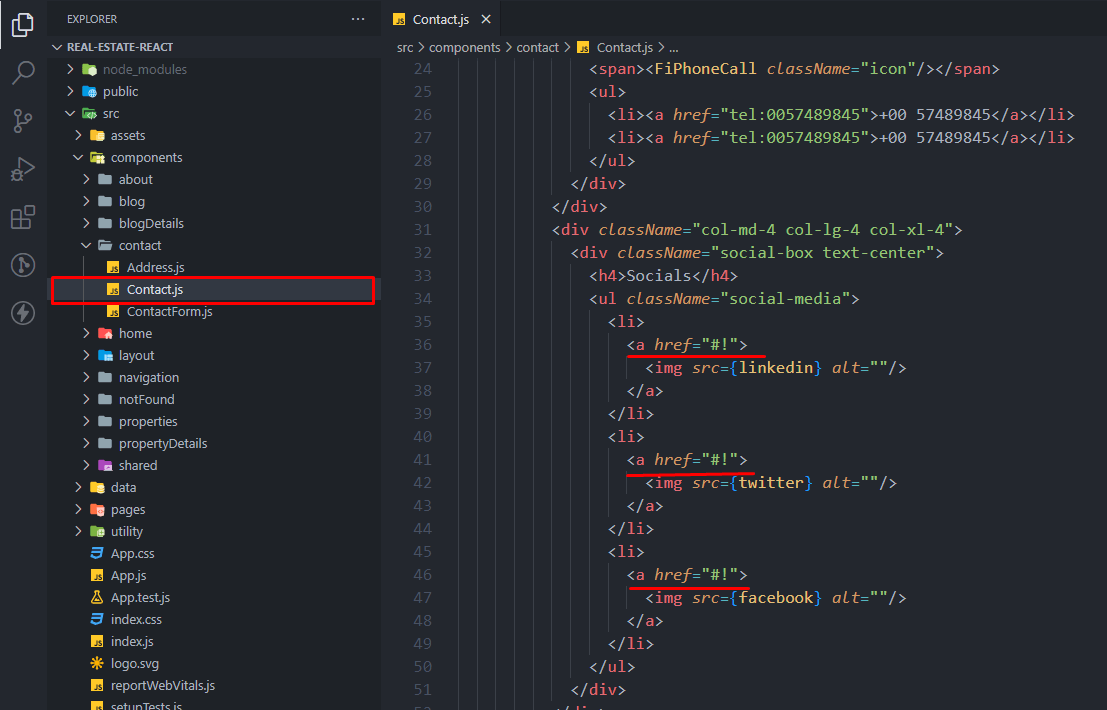 EXPLORER
REAL-ESTATE-REACT
node_modules
public
src
assets
components
about
blog
blogDetails
contact
Address.js
Contact.js
ContactForm.js
home
layout
navigation
notFound
properties
propertyDetails
shared
data
pages
utility
App.css
App.js
App.test.js
index.css
index.js
logo.svg
reportWebVitals.js
setupTests.js
Contact.js
src > components > contact > Contact.js > ...
24 <span><FiPhoneCall className="icon"/></span>
25 <ul>
26 <li><a href="tel:0057489845">+00 57489845</a></li>
27 <li><a href="tel:0057489845">+00 57489845</a></li>
28 </ul>
29 </div>
30 </div>
31 <div className="col-md-4 col-lg-4 col-xl-4">
32 <div className="social-box text-center">
33 <h4>Socials</h4>
34 <ul className="social-media">
35 <li>
36 <a href="#!">
37 <img src={linkedin} alt=""/>
38 </a>
39 </li>
40 <li>
41 <a href="#!">
42 <img src={twitter} alt=""/>
43 </a>
44 </li>
45 <li>
46 <a href="#!">
47 <img src={facebook} alt=""/>
48 </a>
49 </li>
50 </ul>
51 </div>